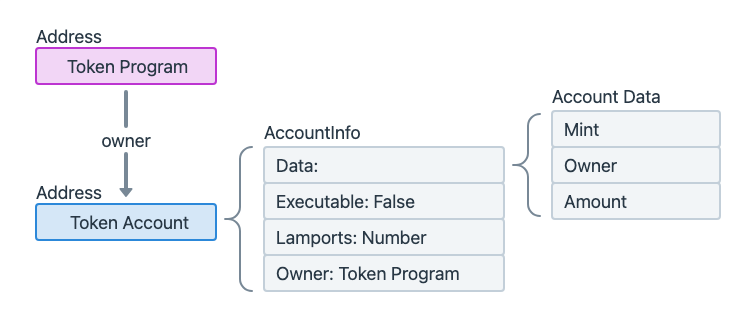 Address
Token Program
owner
Address
Token Account
AccountInfo
Data:
Executable: False
Lamports: Number
Owner: Token Program
Account Data
Mint
Owner
Amount